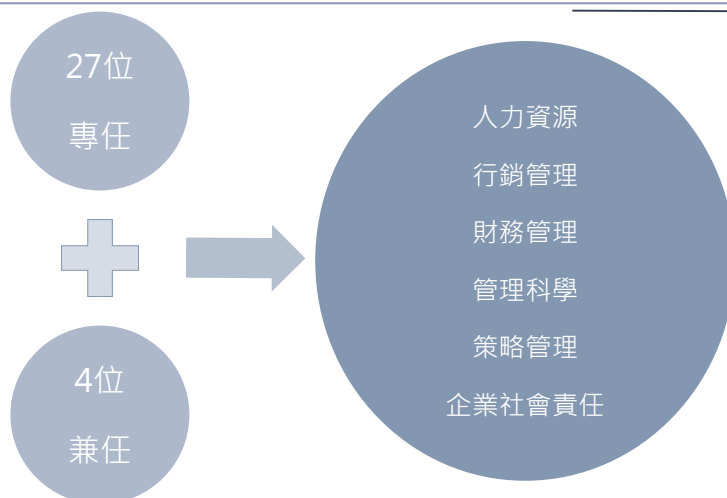 27位
專任
4位
兼任
人力資源
行銷管理
財務管理
管理科學
策略管理
企業社會責任